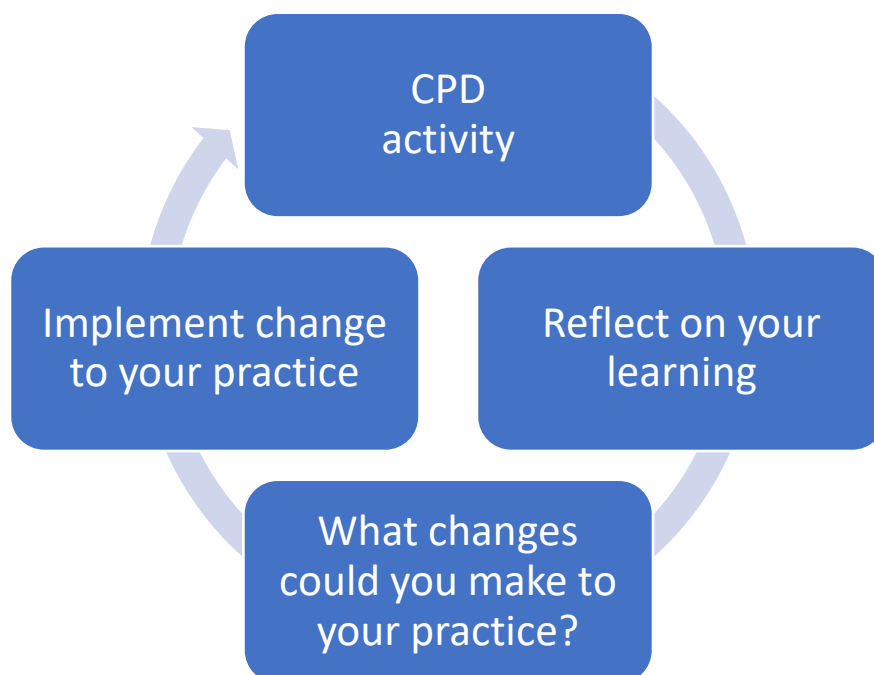 CPD
activity
Reflect on your
learning
What changes
could you make to
your practice?
Implement change
to your practice